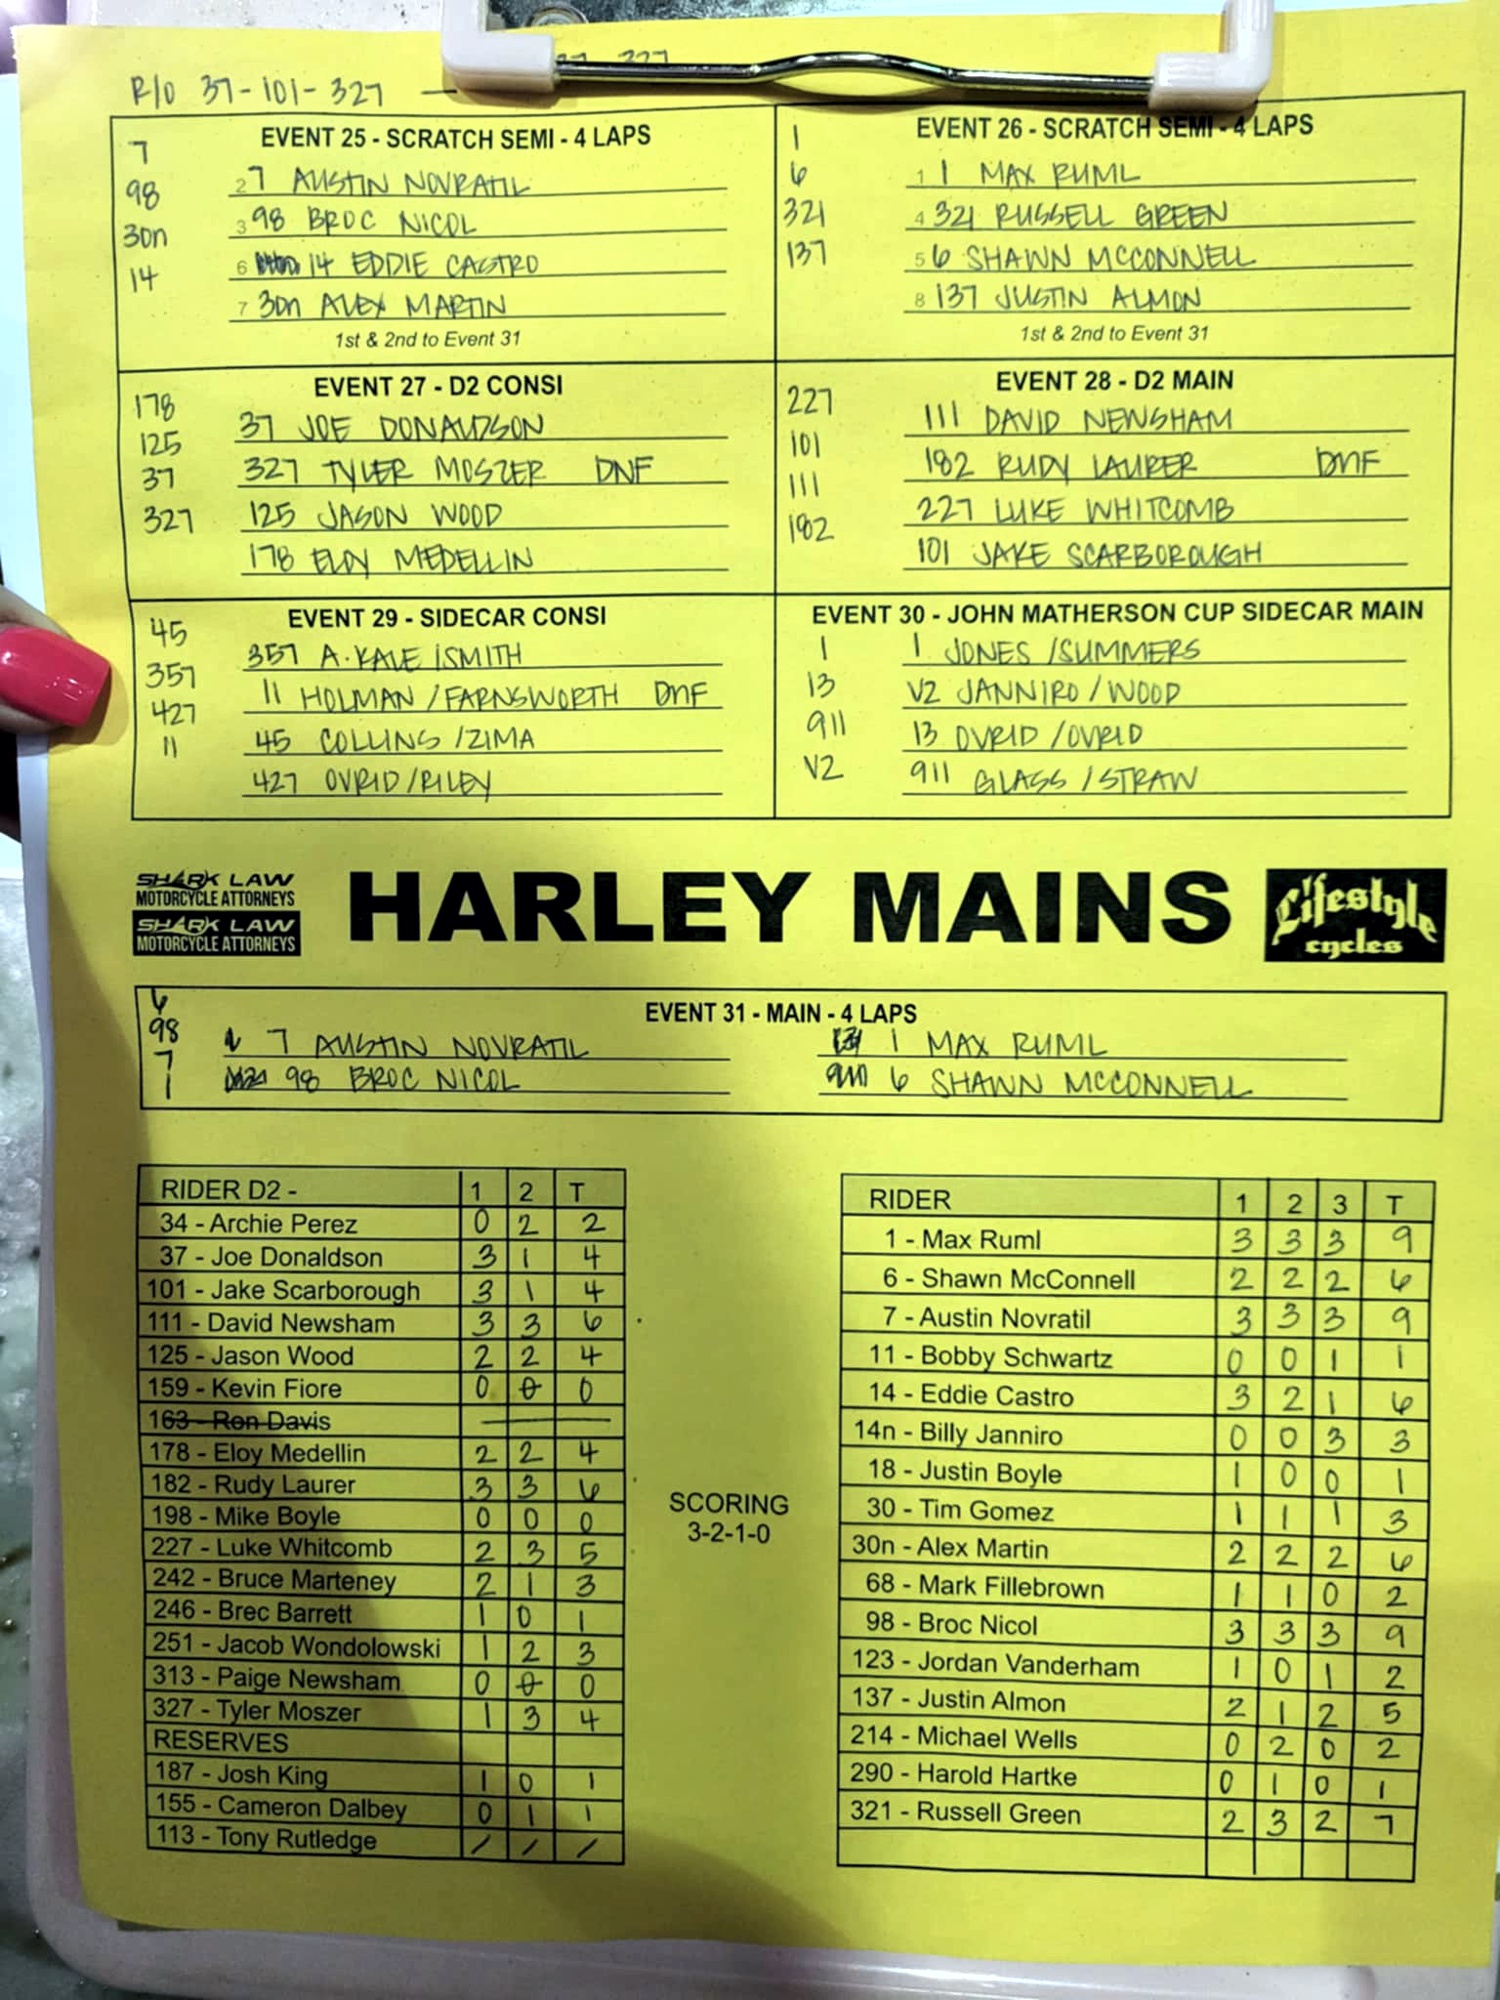 R/O 37-101-327
7
98
30n
14
EVENT 25 - SCRATCH SEMI - 4 LAPS
2 7 AUSTIN NOVRATIL
3 98 BROC NICOL
6 14 EDDIE CASTRO
7 30n ALEX MARTIN
1st & 2nd to Event 31
1
6
321
137
EVENT 26 - SCRATCH SEMI - 4 LAPS
1 1 MAX RUML
4 321 RUSSELL GREEN
5 6 SHAWN MCCONNELL
8 137 JUSTIN ALMON
1st & 2nd to Event 31
178
125
37
327
EVENT 27 - D2 CONSI
37 JOE DONALDSON
327 TYLER MOSZER DNF
125 JASON WOOD
178 ELOY MEDELLIN
227
101
111
182
EVENT 28 - D2 MAIN
111 DAVID NEWSHAM
182 RUDY LAURER DNF
227 LUKE WHITCOMB
101 JAKE SCARBOROUGH
45
357
427
11
EVENT 29 - SIDECAR CONSI
357 A. KALE /SMITH
11 HOLMAN /FARNSWORTH DNF
45 COLLINS /ZIMA
427 OVRID/RILEY
1
13
911
V2
EVENT 30 - JOHN MATHERSON CUP SIDECAR MAIN
1 JONES /SUMMERS
V2 JANNIRO / WOOD
13 OVRID /OVRID
911 GLASS / STRAW
SHARK LAW
MOTORCYCLE ATTORNEYS
SHARK LAW
MOTORCYCLE ATTORNEYS
HARLEY MAINS
Lifestyle
cycles
6
98
7
1
EVENT 31 - MAIN - 4 LAPS
7 AUSTIN NOVRATIL
98 BROC NICOL
1 MAX RUML
6 SHAWN MCCONNELL
RIDER D2 - 1 2 T
34 - Archie Perez 0 2 2
37 - Joe Donaldson 3 1 4
101 - Jake Scarborough 3 1 4
111 - David Newsham 3 3 6
125 - Jason Wood 2 2 4
159 - Kevin Fiore 0 0 0
163 - Ron Davis
178 - Eloy Medellin 2 2 4
182 - Rudy Laurer 3 3 6
198 - Mike Boyle 0 0 0
227 - Luke Whitcomb 2 3 5
242 - Bruce Marteney 2 1 3
246 - Brec Barrett 1 0 1
251 - Jacob Wondolowski 1 2 3
313 - Paige Newsham 0 0 0
327 - Tyler Moszer 1 3 4
RESERVES
187 - Josh King 1 0 1
155 - Cameron Dalbey 0 1 1
113 - Tony Rutledge / / /
SCORING
3-2-1-0
RIDER 1 2 3 T
1 - Max Ruml 3 3 3 9
6 - Shawn McConnell 2 2 2 6
7 - Austin Novratil 3 3 3 9
11 - Bobby Schwartz 0 0 1 1
14 - Eddie Castro 3 2 1 6
14n - Billy Janniro 0 0 3 3
18 - Justin Boyle 1 0 0 1
30 - Tim Gomez 1 1 1 3
30n - Alex Martin 2 2 2 6
68 - Mark Fillebrown 1 1 0 2
98 - Broc Nicol 3 3 3 9
123 - Jordan Vanderham 1 0 1 2
137 - Justin Almon 2 1 2 5
214 - Michael Wells 0 2 0 2
290 - Harold Hartke 0 1 0 1
321 - Russell Green 2 3 2 7